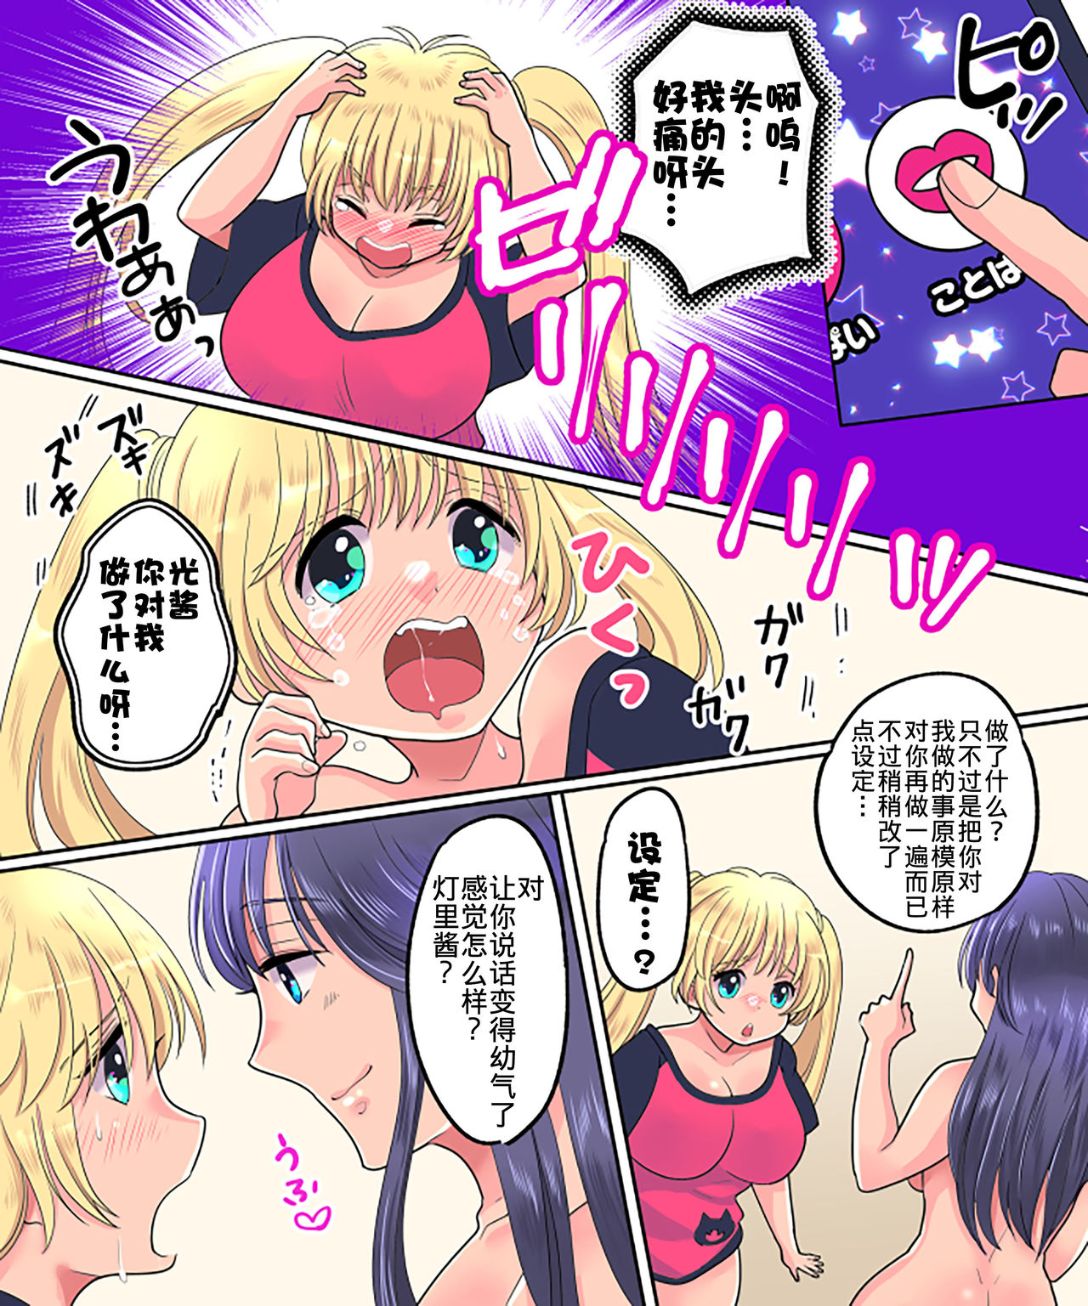 ピッ
ことば
ぱい
啊呜！
头…
我的头…
好痛呀
うわぁぁっ
ビリリリリリッ
ズキ
ズキ
ひくっ
ガク
ガク
光酱
你对我
做了什么呀…
做了什么？
只不过是把你对
我做的事原模原样
对你再做一遍而已
不过稍稍改了
点设定…
设定…？
对
让你说话变得幼气了
感觉怎么样？
灯里酱？
うふ♡